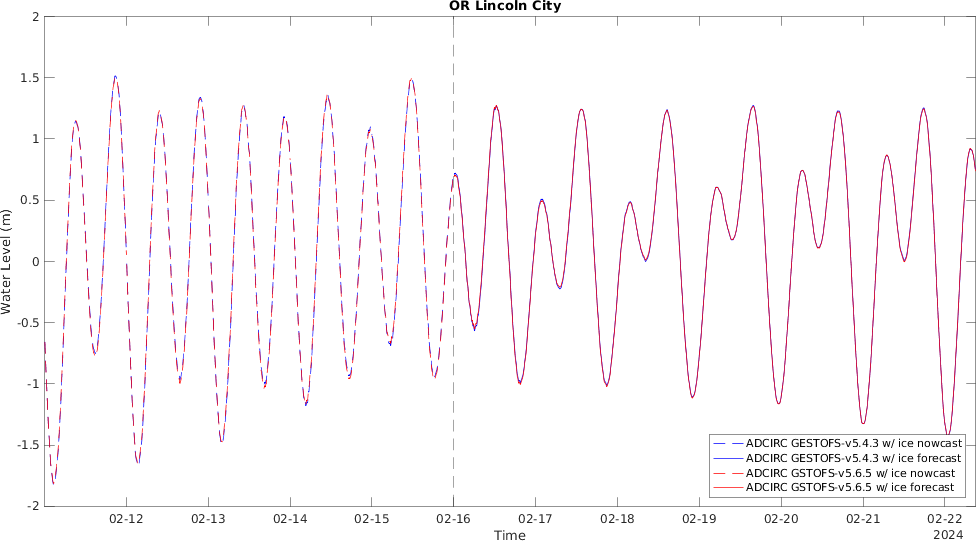 OR Lincoln City
2
1.5
1
0.5
0
-0.5
-1
-1.5
-2
Water Level (m)
ADCIRC GESTOFS-v5.4.3 w/ ice nowcast
ADCIRC GESTOFS-v5.4.3 w/ ice forecast
ADCIRC GSTOFS-v5.6.5 w/ ice nowcast
ADCIRC GSTOFS-v5.6.5 w/ ice forecast
02-12 02-13 02-14 02-15 02-16 02-17 02-18 02-19 02-20 02-21 02-22
Time 2024